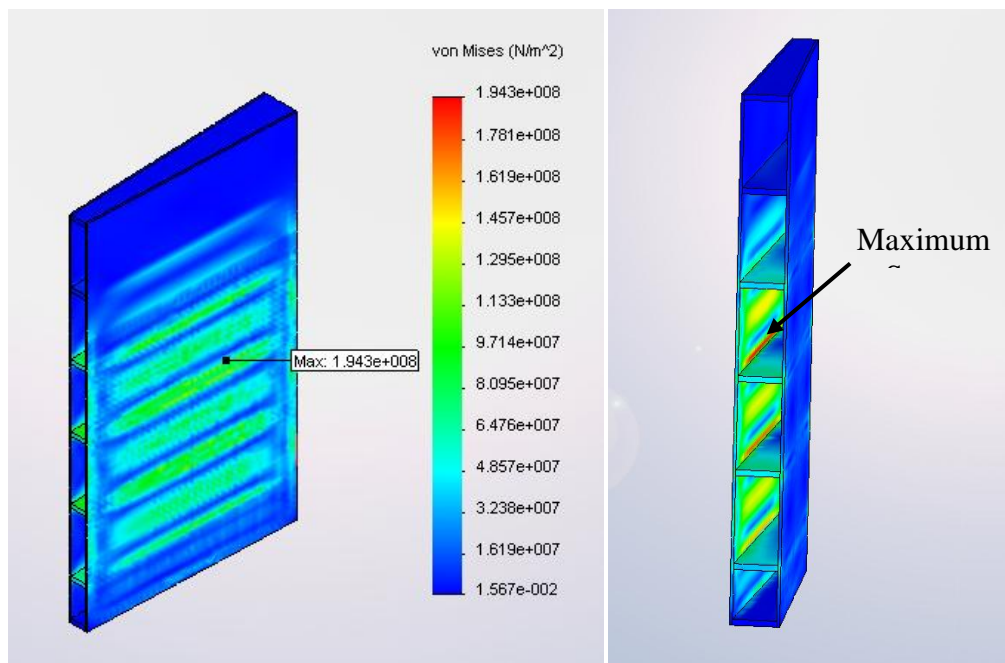 von Mises (N/m^2)
1.943e+008
1.781e+008
1.619e+008
1.457e+008
1.295e+008
1.133e+008
9.714e+007
8.095e+007
6.476e+007
4.857e+007
3.238e+007
1.619e+007
1.567e-002
Max: 1.943e+008
Maximum